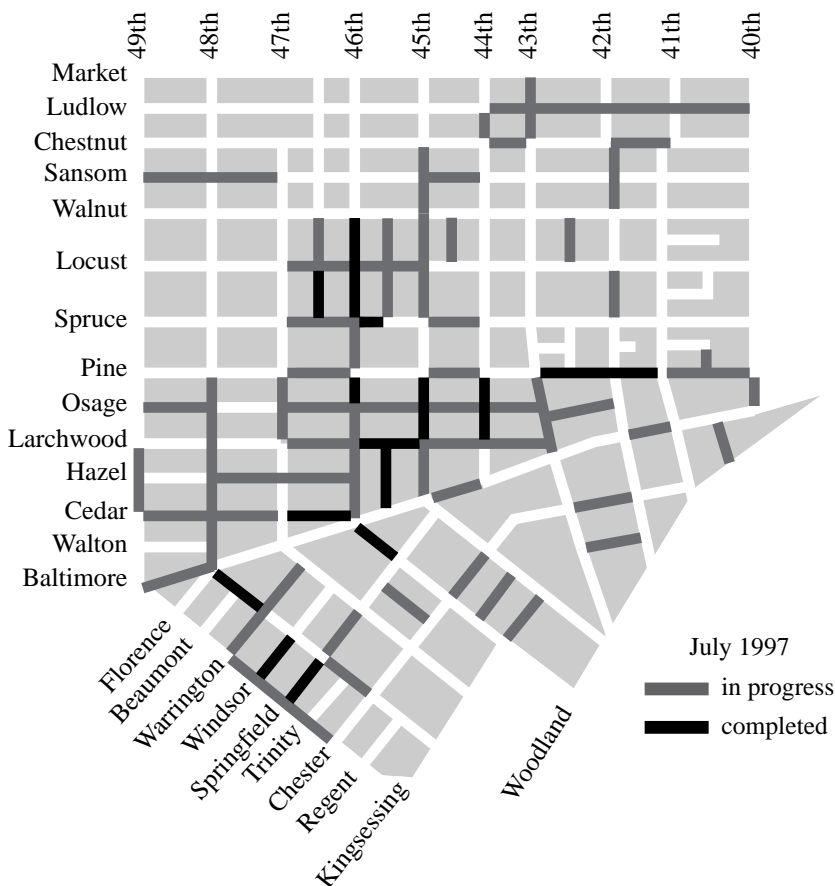 49th
48th
47th
46th
45th
44th
43th
42th
41th
40th
Market
Ludlow
Chestnut
Sansom
Walnut
Locust
Spruce
Pine
Osage
Larchwood
Hazel
Cedar
Walton
Baltimore
Florence
Beaumont
Warrington
Windsor
Springfield
Trinity
Chester
Regent
Kingsessing
Woodland
July 1997
in progress
completed